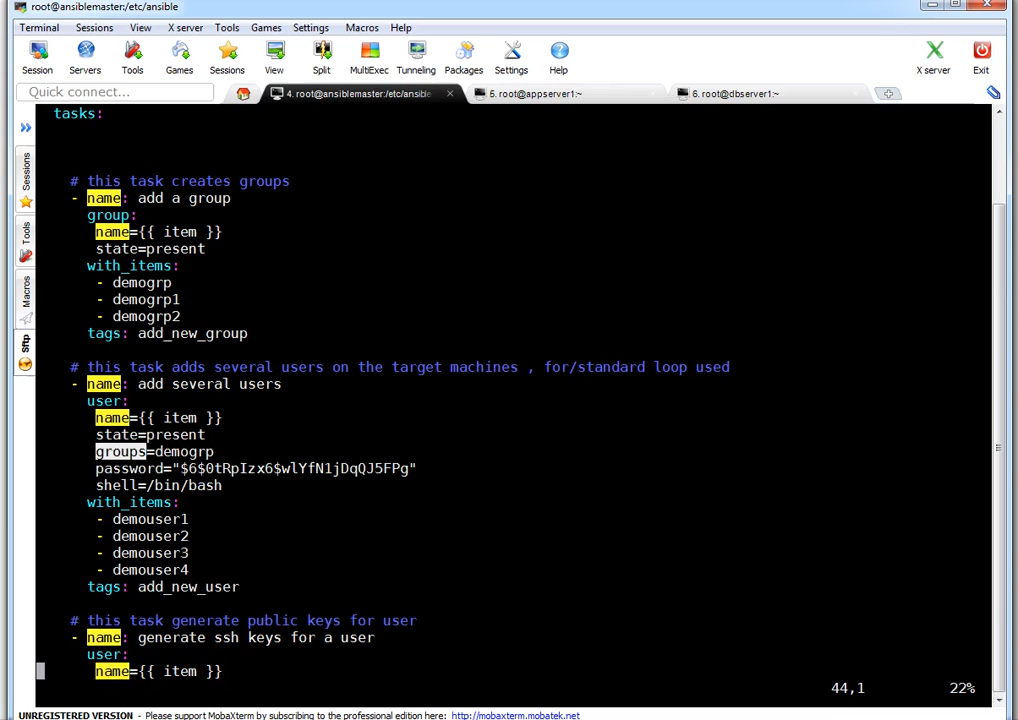 root@ansiblemaster:/etc/ansible
Terminal Sessions View X server Tools Games Settings Macros Help
Session Servers Tools Games Sessions View Split MultiExec Tunneling Packages Settings Help X server Exit
Quick connect...
4. root@ansiblemaster:/etc/ansible
5. root@appserver1:~
6. root@dbserver1:~
Sessions
Tools
Macros
Sftp
tasks:
# this task creates groups
- name: add a group
group:
name={{ item }}
state=present
with_items:
- demogrp
- demogrp1
- demogrp2
tags: add_new_group
# this task adds several users on the target machines , for/standard loop used
- name: add several users
user:
name={{ item }}
state=present
groups=demogrp
password="$6$0tRpIzx6$wlYfN1jDqQJ5FPg"
shell=/bin/bash
with_items:
- demouser1
- demouser2
- demouser3
- demouser4
tags: add_new_user
# this task generate public keys for user
- name: generate ssh keys for a user
user:
name={{ item }}
44,1 22%
UNREGISTERED VERSION - Please support MobaXterm by subscribing to the professional edition here: http://mobaxterm.mobatek.net